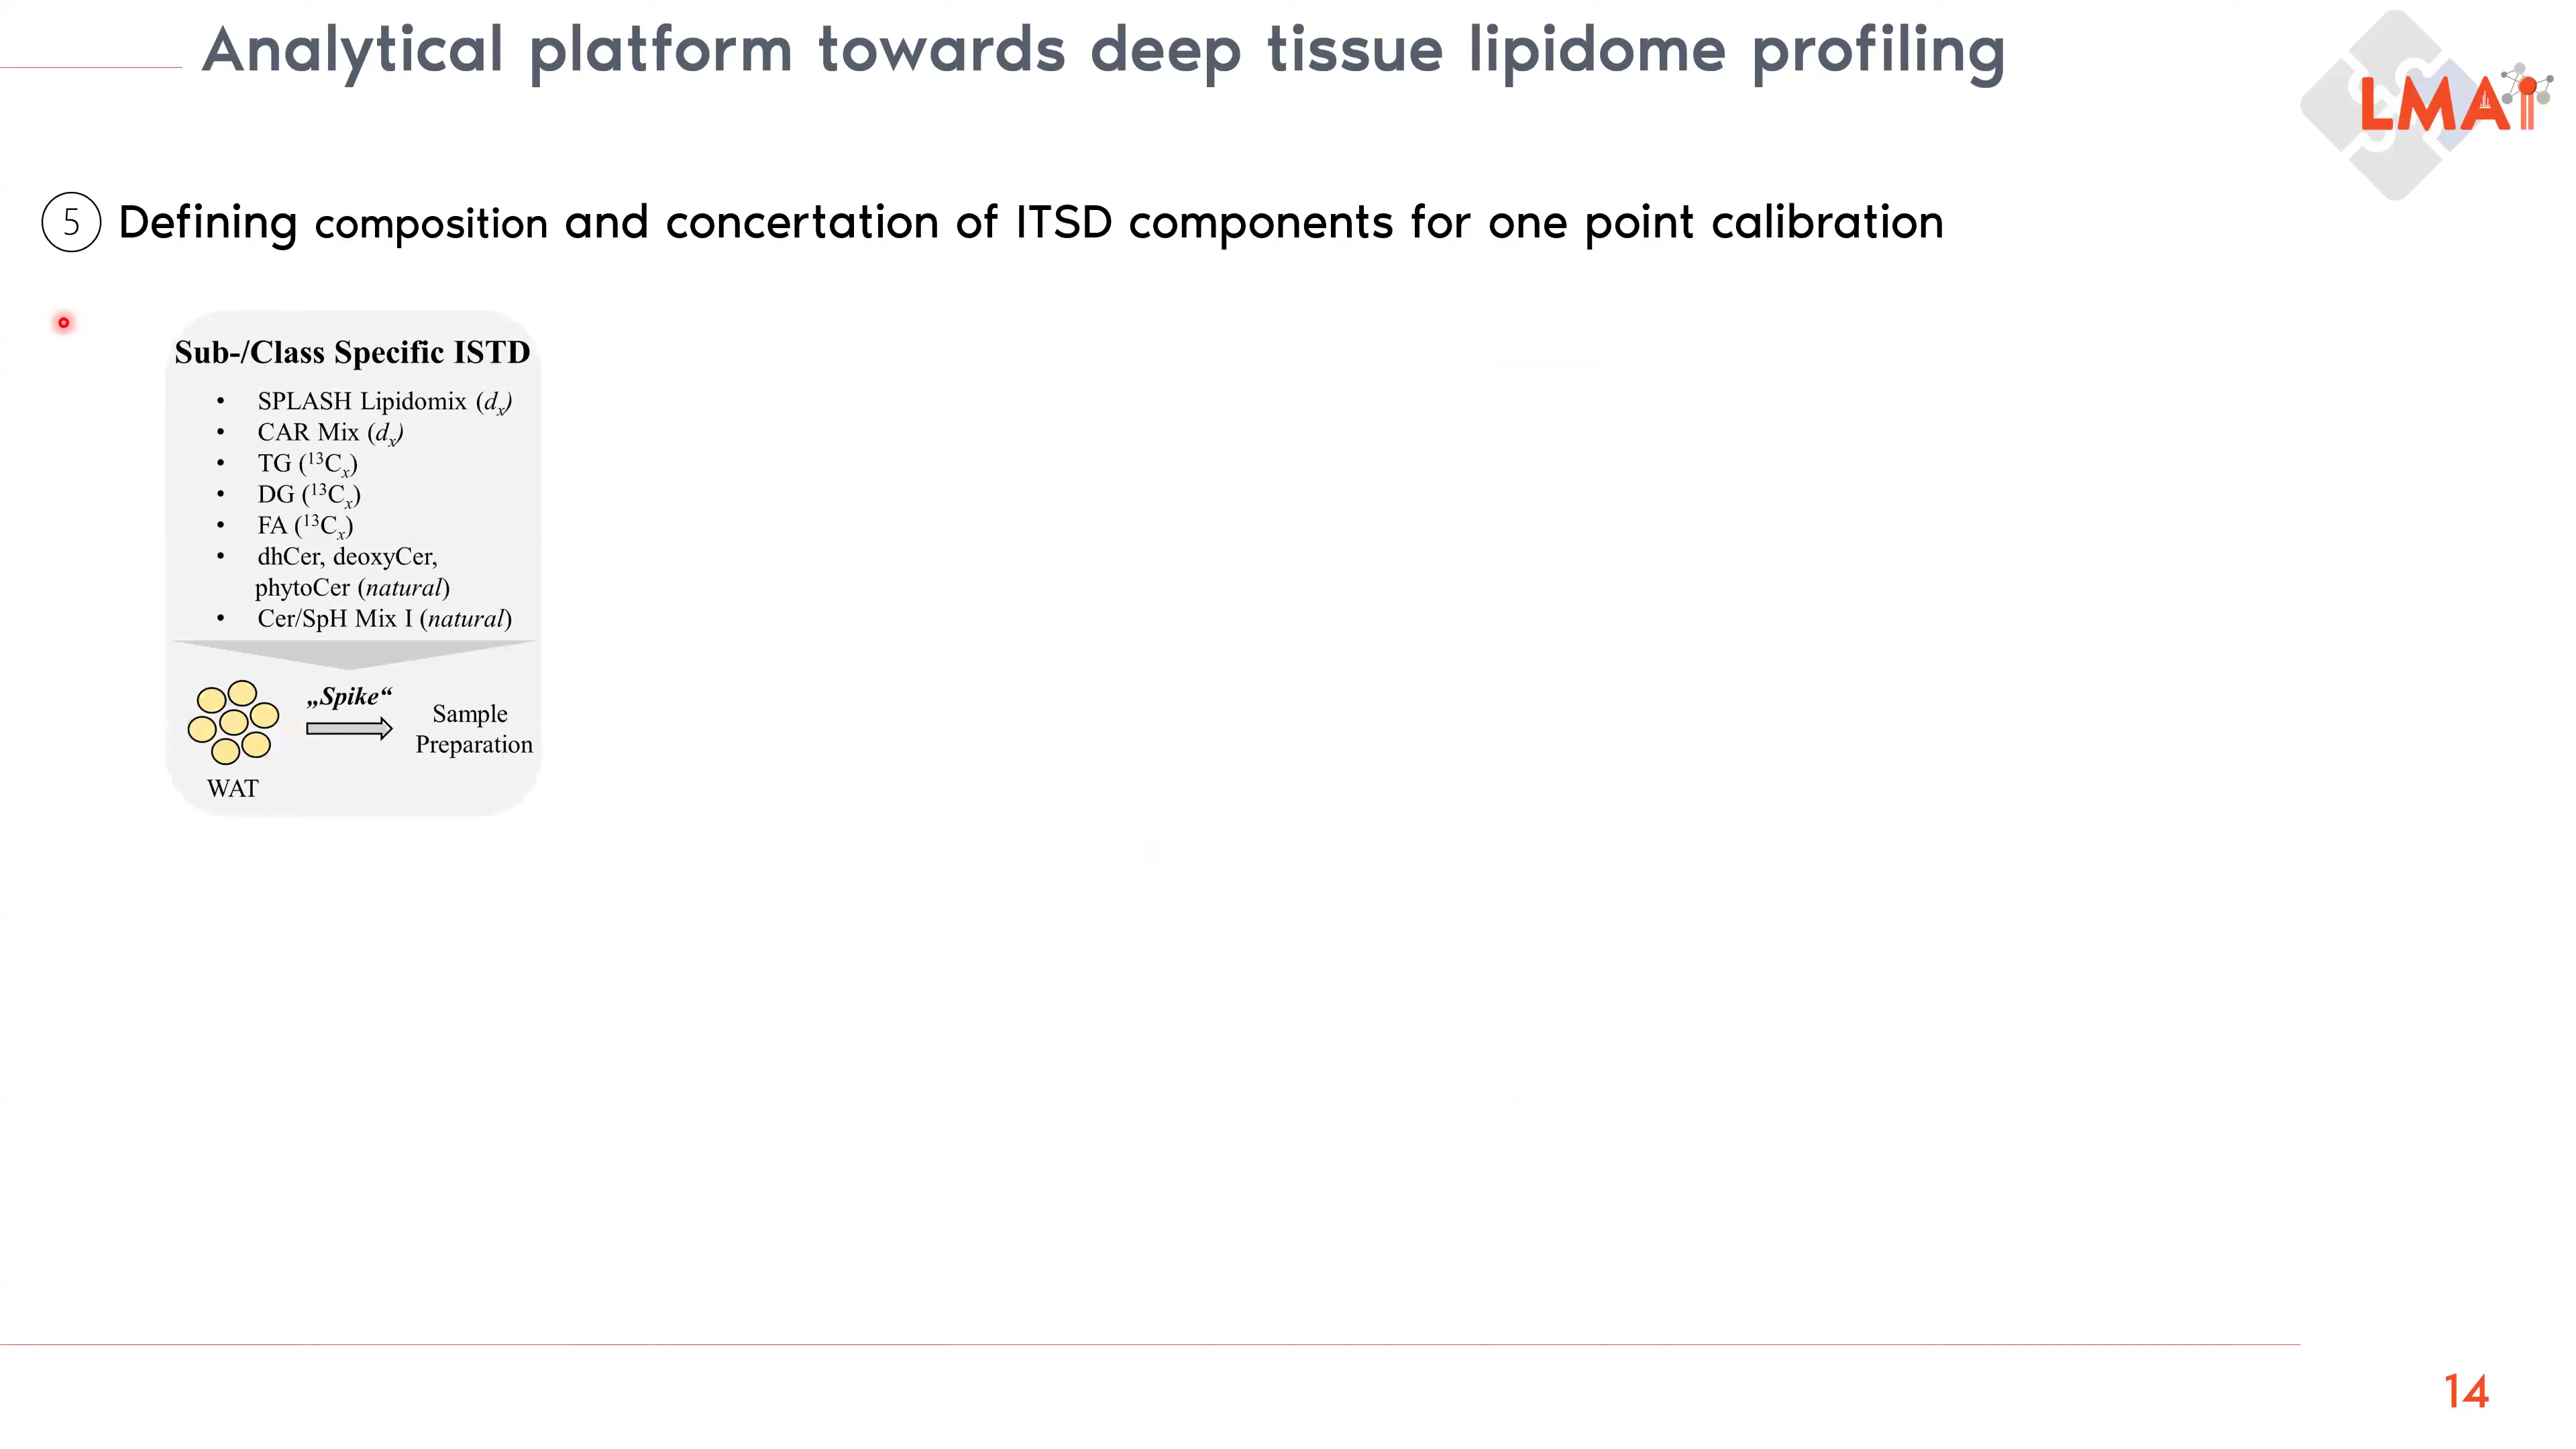 Analytical platform towards deep tissue lipidome profiling
LMAi
5 Defining composition and concertation of ITSD components for one point calibration
Sub-/Class Specific ISTD
• SPLASH Lipidomix (dₓ)
• CAR Mix (dₓ)
• TG (¹³Cₓ)
• DG (¹³Cₓ)
• FA (¹³Cₓ)
• dhCer, deoxyCer,
phytoCer (natural)
• Cer/SpH Mix I (natural)
„Spike“
Sample
Preparation
WAT
14